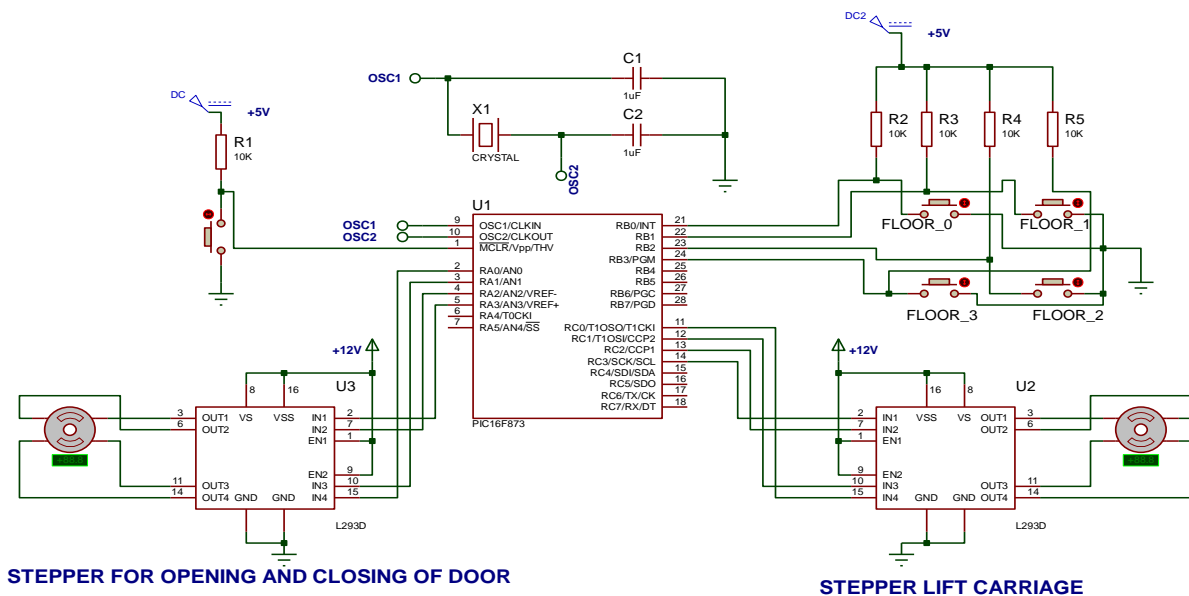 DC2
+5V
OSC1
C1
1uF
X1
CRYSTAL
C2
1uF
OSC2
DC
+5V
R1
10K
R2
10K
R3
10K
R4
10K
R5
10K
FLOOR_0
FLOOR_1
FLOOR_3
FLOOR_2
OSC1
OSC2
U1
9 OSC1/CLKIN
10 OSC2/CLKOUT
1 MCLR/Vpp/THV
2 RA0/AN0
3 RA1/AN1
4 RA2/AN2/VREF-
5 RA3/AN3/VREF+
6 RA4/T0CKI
7 RA5/AN4/SS
RB0/INT 21
RB1 22
RB2 23
RB3/PGM 24
RB4 25
RB5 26
RB6/PGC 27
RB7/PGD 28
RC0/T1OSO/T1CKI 11
RC1/T1OSI/CCP2 12
RC2/CCP1 13
RC3/SCK/SCL 14
RC4/SDI/SDA 15
RC5/SDO 16
RC6/TX/CK 17
RC7/RX/DT 18
PIC16F873
+12V
U3
8 16
VS VSS
3 OUT1
6 OUT2
11 OUT3
14 OUT4
IN1 2
IN2 7
EN1 1
EN2 9
IN3 10
IN4 15
GND GND
L293D
+12V
U2
16 8
VSS VS
2 IN1
7 IN2
1 EN1
9 EN2
10 IN3
15 IN4
OUT1 3
OUT2 6
OUT3 11
OUT4 14
GND GND
L293D
STEPPER FOR OPENING AND CLOSING OF DOOR
STEPPER LIFT CARRIAGE